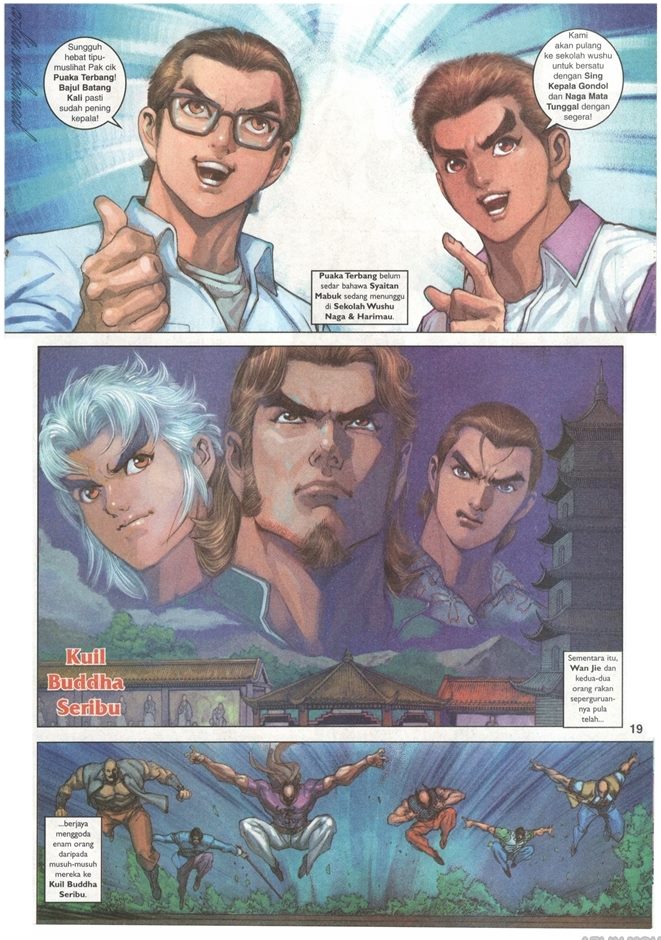 Sungguh
hebat tipu-
muslihat Pak cik
Puaka Terbang!
Bajul Batang
Kali pasti
sudah pening
kepala!
Kami
akan pulang
ke sekolah wushu
untuk bersatu
dengan Sing
Kepala Gondol
dan Naga Mata
Tunggal dengan
segera!
Puaka Terbang belum
sedar bahawa Syaitan
Mabuk sedang menunggu
di Sekolah Wushu
Naga & Harimau.
Kuil
Buddha
Seribu
Sementara itu,
Wan Jie dan
kedua-dua
orang rakan
seperguruan-
nya pula
telah...
19
...berjaya
menggoda
enam orang
daripada
musuh-musuh
mereka ke
Kuil Buddha
Seribu.